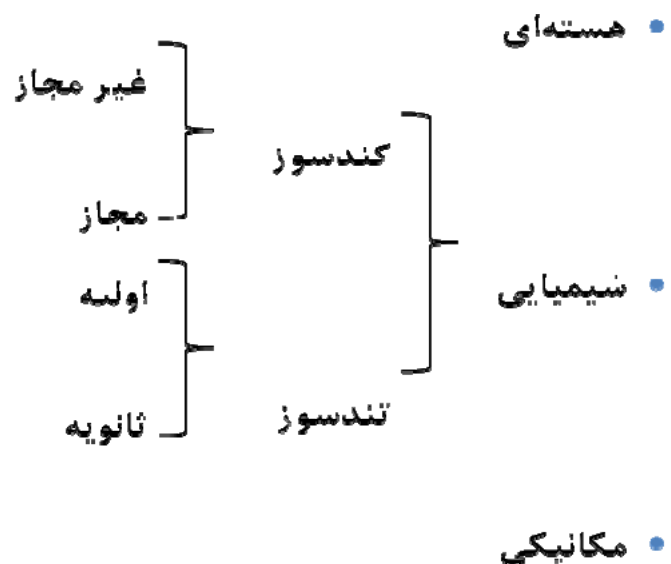 هسته‌ای
غیر مجاز
کندسوز
مجاز
شیمیایی
اولیه
تندسوز
ثانویه
مکانیکی